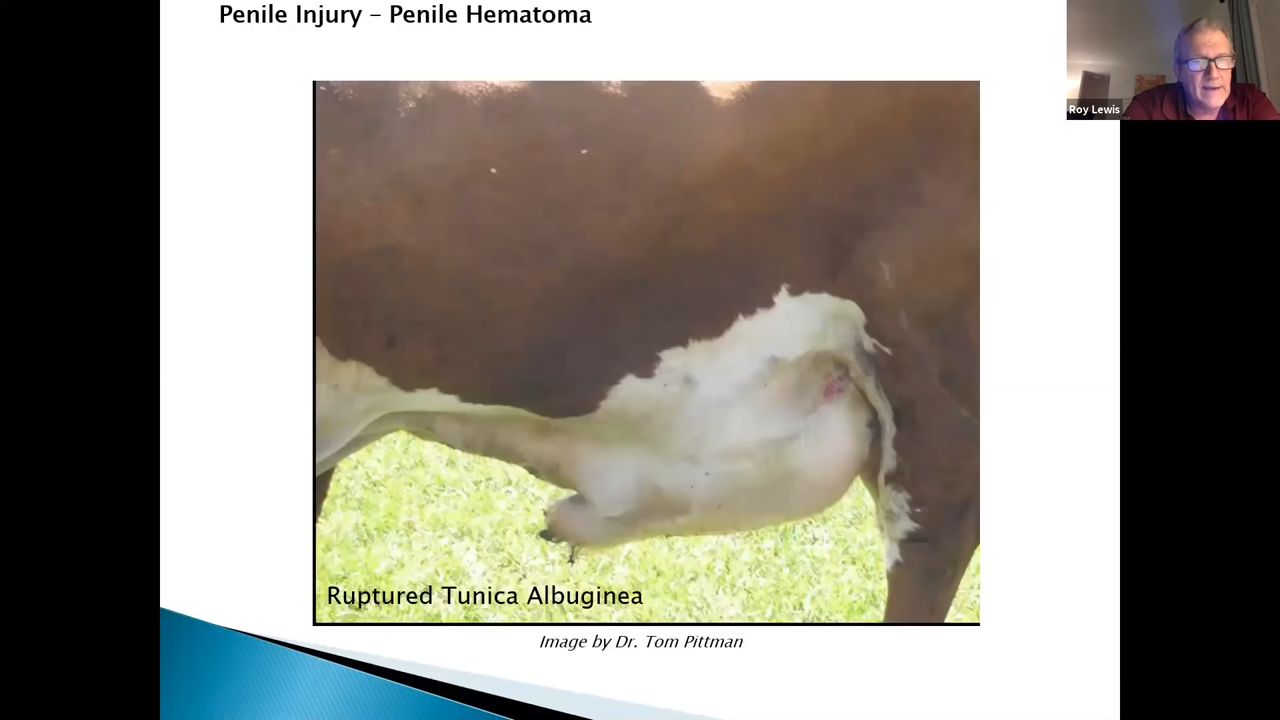 Penile Injury – Penile Hematoma
Roy Lewis
Ruptured Tunica Albuginea
Image by Dr. Tom Pittman